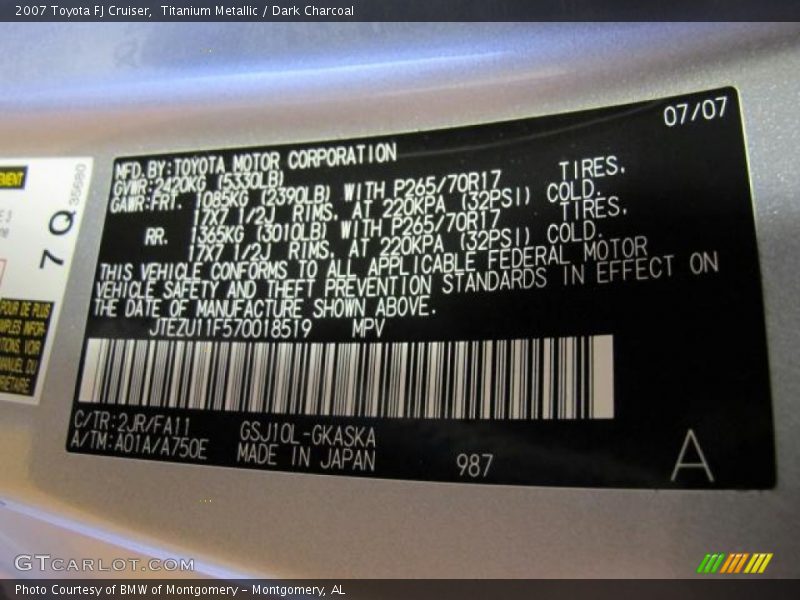 2007 Toyota FJ Cruiser,  Titanium Metallic / Dark Charcoal
07/07
MFD. BY: TOYOTA MOTOR CORPORATION
GVWR: 2420KG (5330LB)
GAWR: FRT. 1085KG (2390LB) WITH P265/70R17 TIRES.
17X7 1/2J RIMS. AT 220KPA (32PSI) COLD.
RR. 1365KG (3010LB) WITH P265/70R17 TIRES.
17X7 1/2J RIMS. AT 220KPA (32PSI) COLD.
THIS VEHICLE CONFORMS TO ALL APPLICABLE FEDERAL MOTOR
VEHICLE SAFETY AND THEFT PREVENTION STANDARDS IN EFFECT ON
THE DATE OF MANUFACTURE SHOWN ABOVE.
JTEZU11F570018519 MPV
C/TR: 2JR/FA11
A/TM: A01A/A750E
GSJ10L-GKASKA
MADE IN JAPAN
987
A
7 Q 35680
POUR DE PLUS
GTCARLOT.COM
Photo Courtesy of BMW of Montgomery - Montgomery, AL